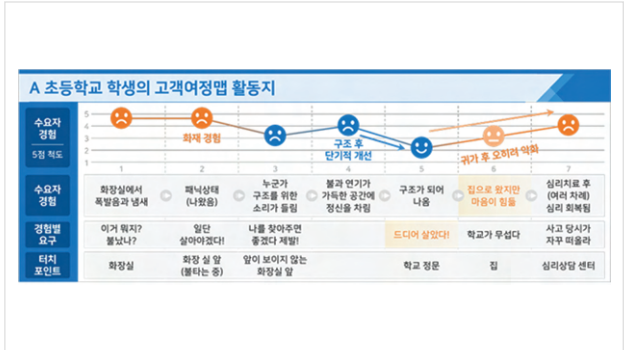 A 초등학교 학생의 고객여정맵 활동지
수요자
경험
5점 척도
5
4
3
2
1
화재 경험
구조 후
단기적 개선
귀가 후 오히려 악화
1 2 3 4 5 6 7
수요자
경험
화장실에서
폭발음과 냄새
패닉상태
(나왔음)
누군가
구조를 위한
소리가 들림
불과 연기가
가득한 공간에
정신을 차림
구조가 되어
나옴
집으로 왔지만
마음이 힘듦
심리치료 후
(여러 차례)
심리 회복됨
경험별
요구
이거 뭐지?
불났나?
일단
살아야겠다!
나를 찾아주면
좋겠다 제발!
드디어 살았다!
학교가 무섭다
사고 당시가
자꾸 떠올라
터치
포인트
화장실
화장 실 앞
(불타는 중)
앞이 보이지 않는
화장실 앞
학교 정문
집
심리상담 센터